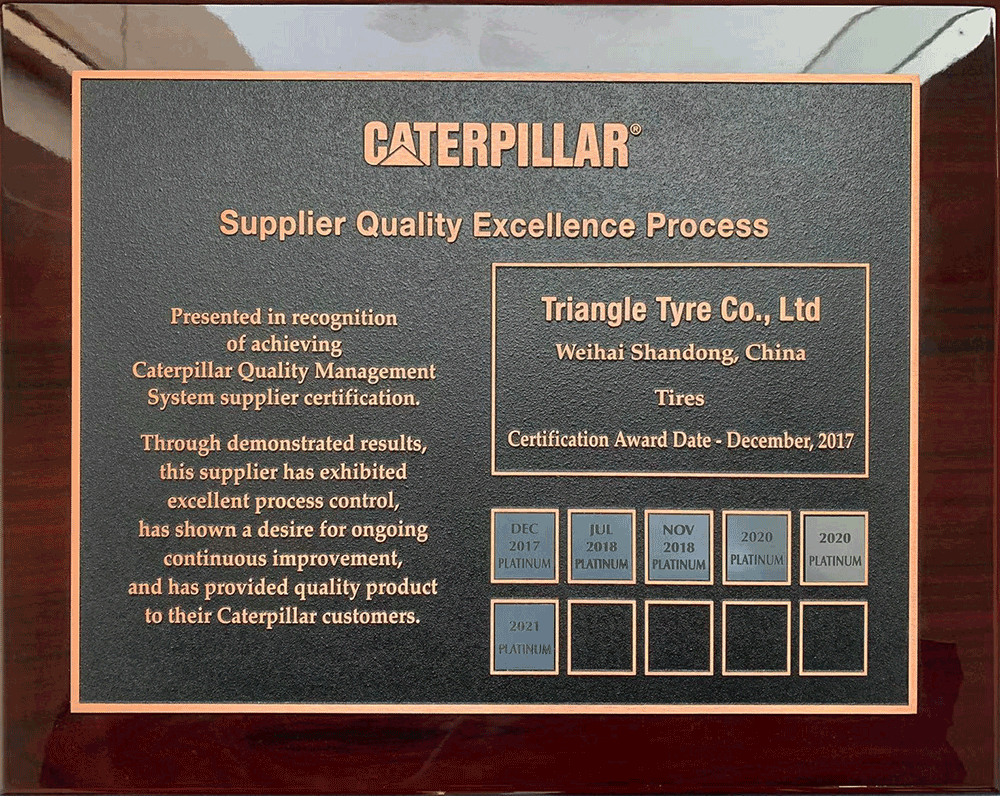 CATERPILLAR®
Supplier Quality Excellence Process
Presented in recognition
of achieving
Caterpillar Quality Management
System supplier certification.
Through demonstrated results,
this supplier has exhibited
excellent process control,
has shown a desire for ongoing
continuous improvement,
and has provided quality product
to their Caterpillar customers.
Triangle Tyre Co., Ltd
Weihai Shandong, China
Tires
Certification Award Date - December, 2017
DEC
2017
PLATINUM
JUL
2018
PLATINUM
NOV
2018
PLATINUM
2020
PLATINUM
2020
PLATINUM
2021
PLATINUM